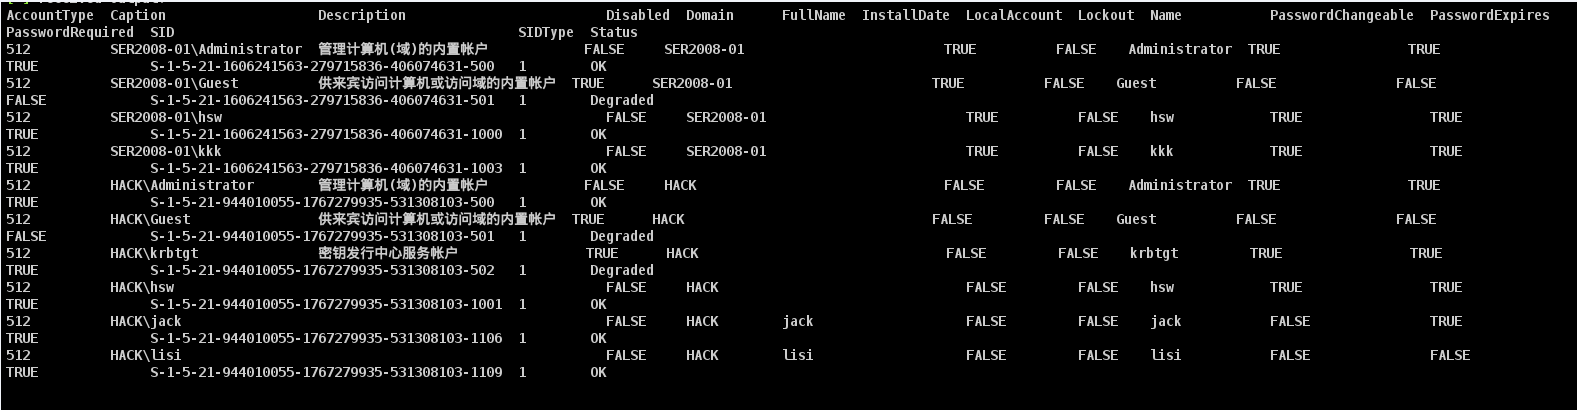 AccountType Caption Description Disabled Domain FullName InstallDate LocalAccount Lockout Name PasswordChangeable PasswordExpires
PasswordRequired SID SIDType Status
512 SER2008-01\Administrator 管理计算机(域)的内置帐户 FALSE SER2008-01 TRUE FALSE Administrator TRUE TRUE
TRUE S-1-5-21-1606241563-279715836-406074631-500 1 OK
512 SER2008-01\Guest 供来宾访问计算机或访问域的内置帐户 TRUE SER2008-01 TRUE FALSE Guest FALSE FALSE
FALSE S-1-5-21-1606241563-279715836-406074631-501 1 Degraded
512 SER2008-01\hsw FALSE SER2008-01 TRUE FALSE hsw TRUE TRUE
TRUE S-1-5-21-1606241563-279715836-406074631-1000 1 OK
512 SER2008-01\kkk FALSE SER2008-01 TRUE FALSE kkk TRUE TRUE
TRUE S-1-5-21-1606241563-279715836-406074631-1003 1 OK
512 HACK\Administrator 管理计算机(域)的内置帐户 FALSE HACK FALSE FALSE Administrator TRUE TRUE
TRUE S-1-5-21-944010055-1767279935-531308103-500 1 OK
512 HACK\Guest 供来宾访问计算机或访问域的内置帐户 TRUE HACK FALSE FALSE Guest FALSE FALSE
FALSE S-1-5-21-944010055-1767279935-531308103-501 1 Degraded
512 HACK\krbtgt 密钥发行中心服务帐户 TRUE HACK FALSE FALSE krbtgt TRUE TRUE
TRUE S-1-5-21-944010055-1767279935-531308103-502 1 Degraded
512 HACK\hsw FALSE HACK FALSE FALSE hsw TRUE TRUE
TRUE S-1-5-21-944010055-1767279935-531308103-1001 1 OK
512 HACK\jack FALSE HACK jack FALSE FALSE jack FALSE TRUE
TRUE S-1-5-21-944010055-1767279935-531308103-1106 1 OK
512 HACK\lisi FALSE HACK lisi FALSE FALSE lisi FALSE FALSE
TRUE S-1-5-21-944010055-1767279935-531308103-1109 1 OK